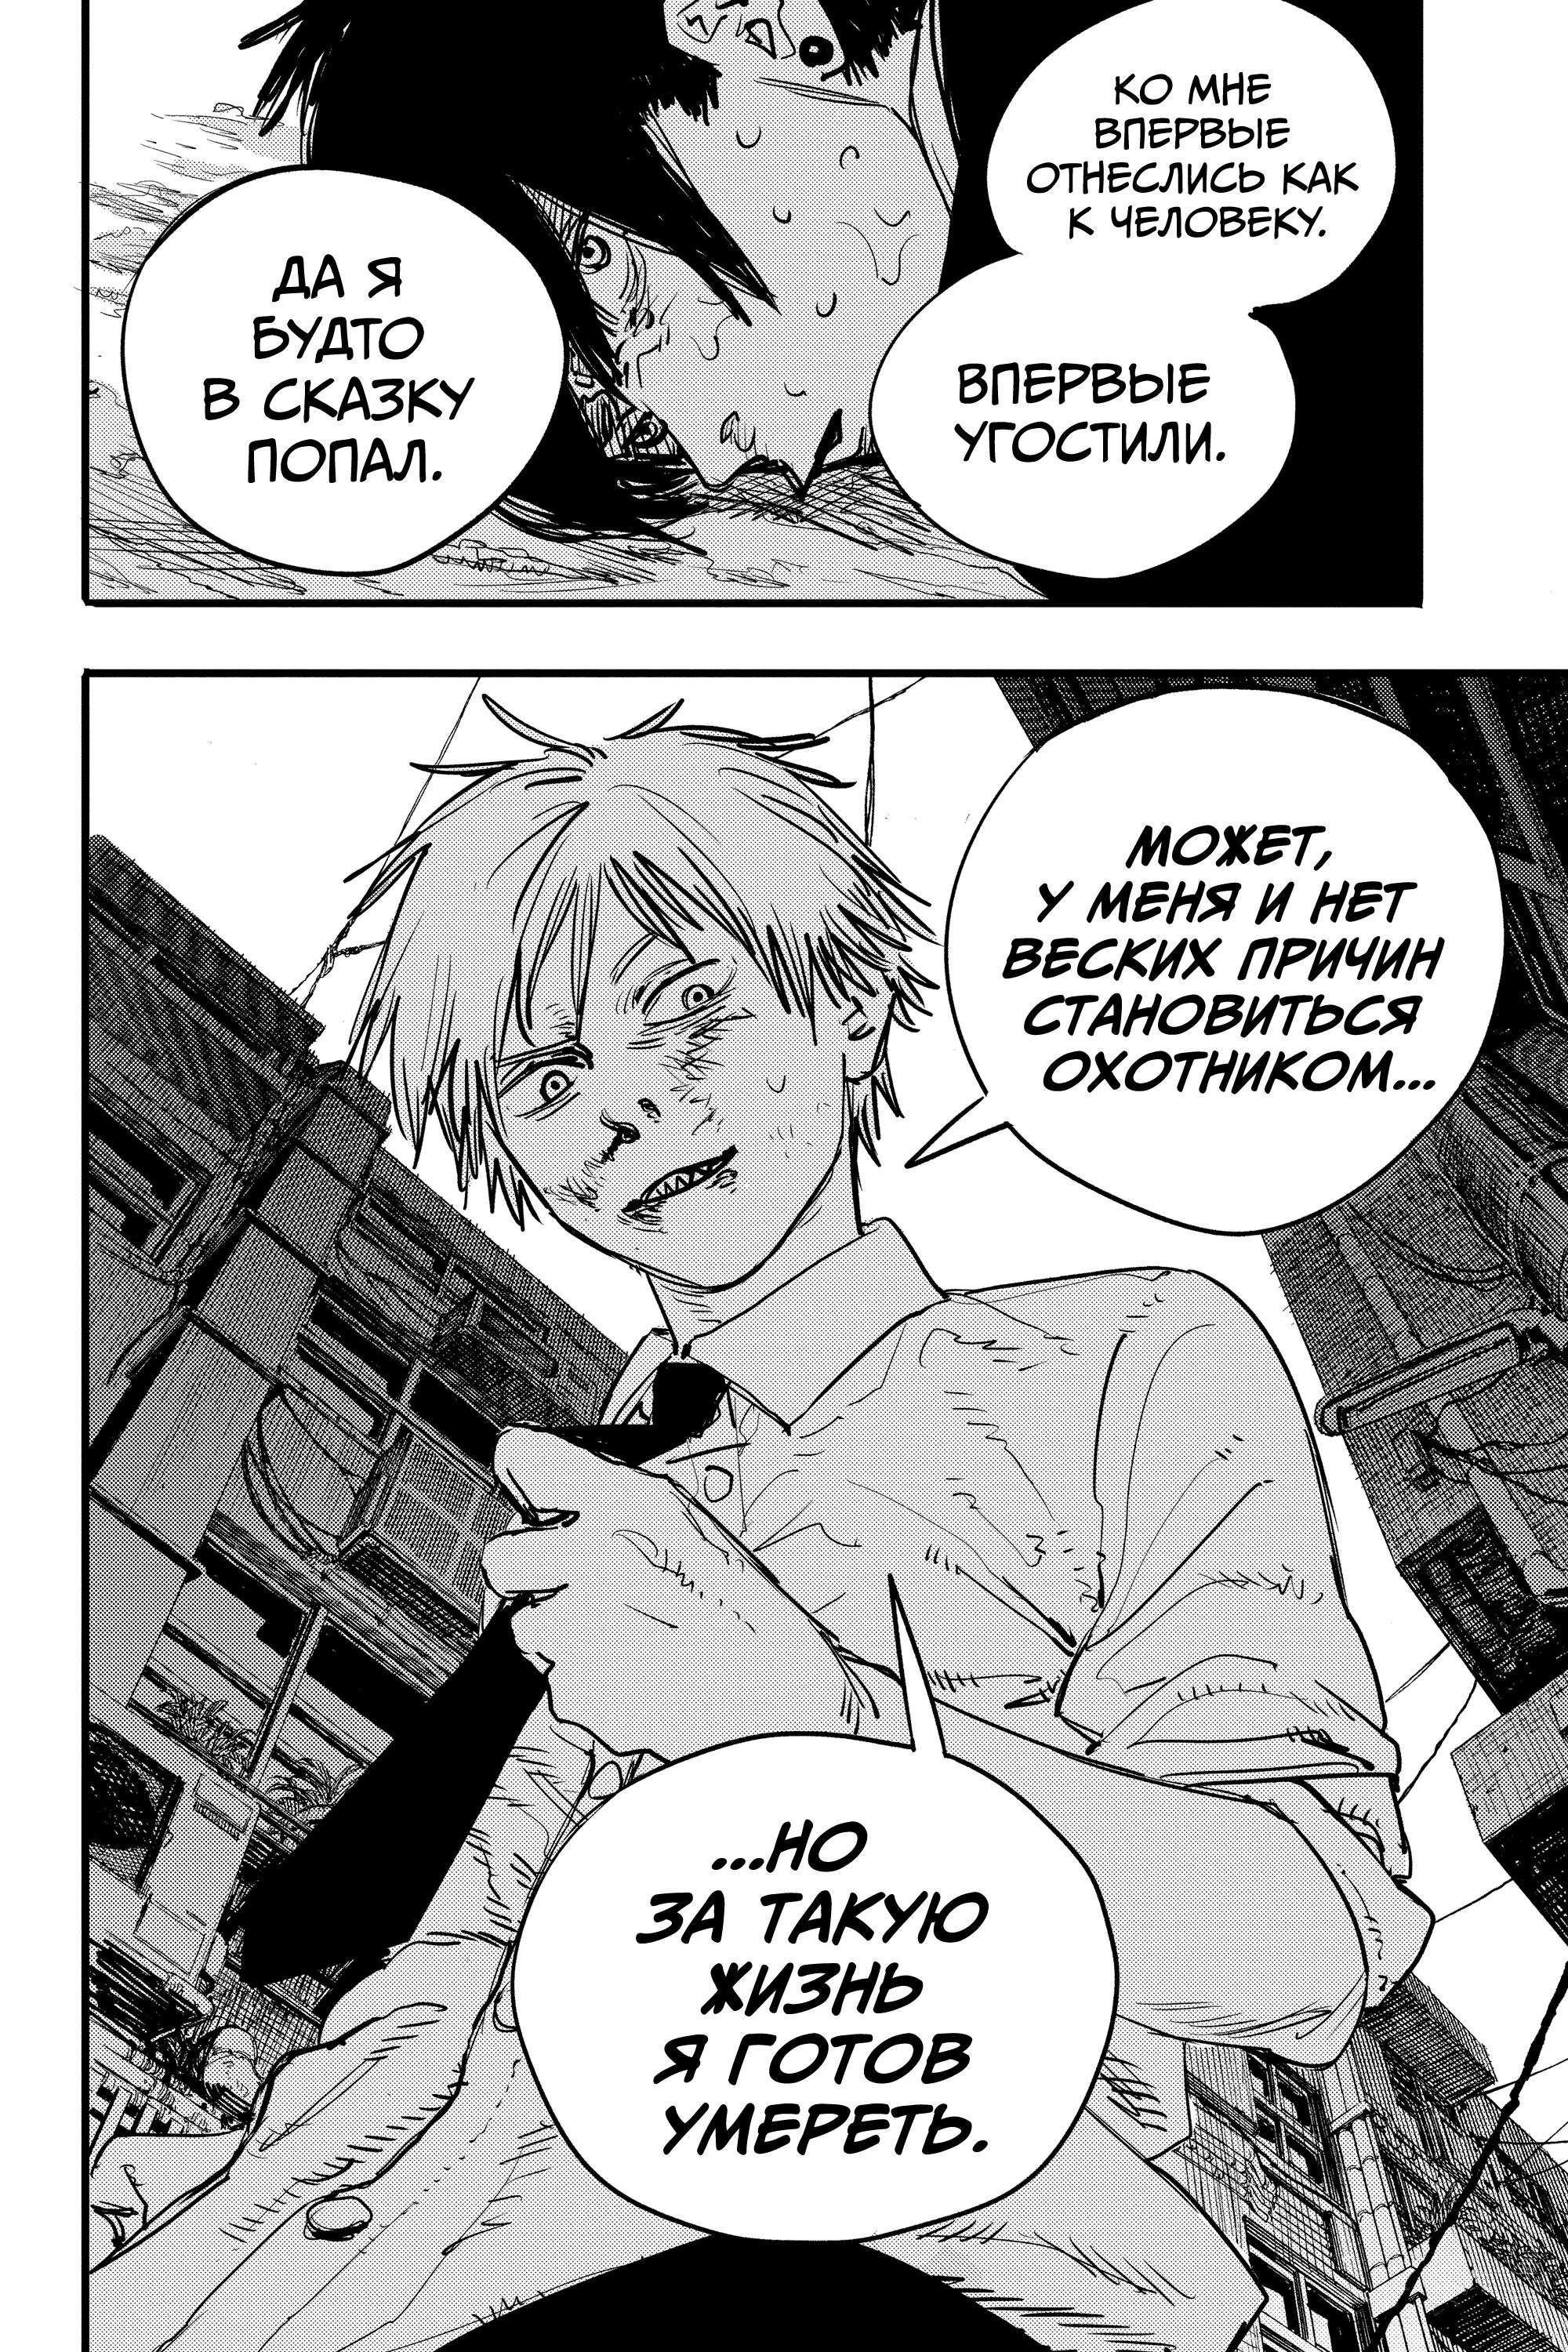 КО МНЕ
ВПЕРВЫЕ
ОТНЕСЛИСЬ КАК
К ЧЕЛОВЕКУ.
ВПЕРВЫЕ
УГОСТИЛИ.
ДА Я
БУДТО
В СКАЗКУ
ПОПАЛ.
МОЖЕТ,
У МЕНЯ И НЕТ
ВЕСКИХ ПРИЧИН
СТАНОВИТЬСЯ
ОХОТНИКОМ...
...НО
ЗА ТАКУЮ
ЖИЗНЬ
Я ГОТОВ
УМЕРЕТЬ.